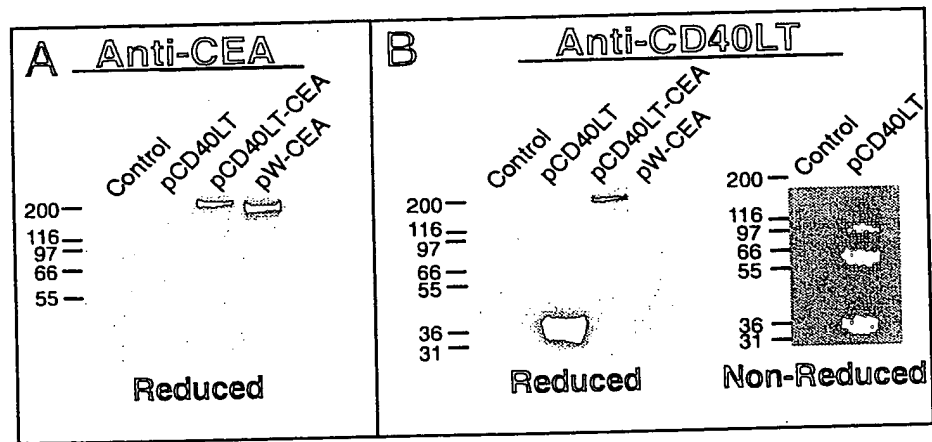 A Anti-CEA
Control
pCD40LT
pCD40LT-CEA
pW-CEA
200
116
97
66
55
Reduced
B Anti-CD40LT
Control
pCD40LT
pCD40LT-CEA
pW-CEA
200
116
97
66
55
36
31
Reduced
Control
pCD40LT
200
116
97
66
55
36
31
Non-Reduced